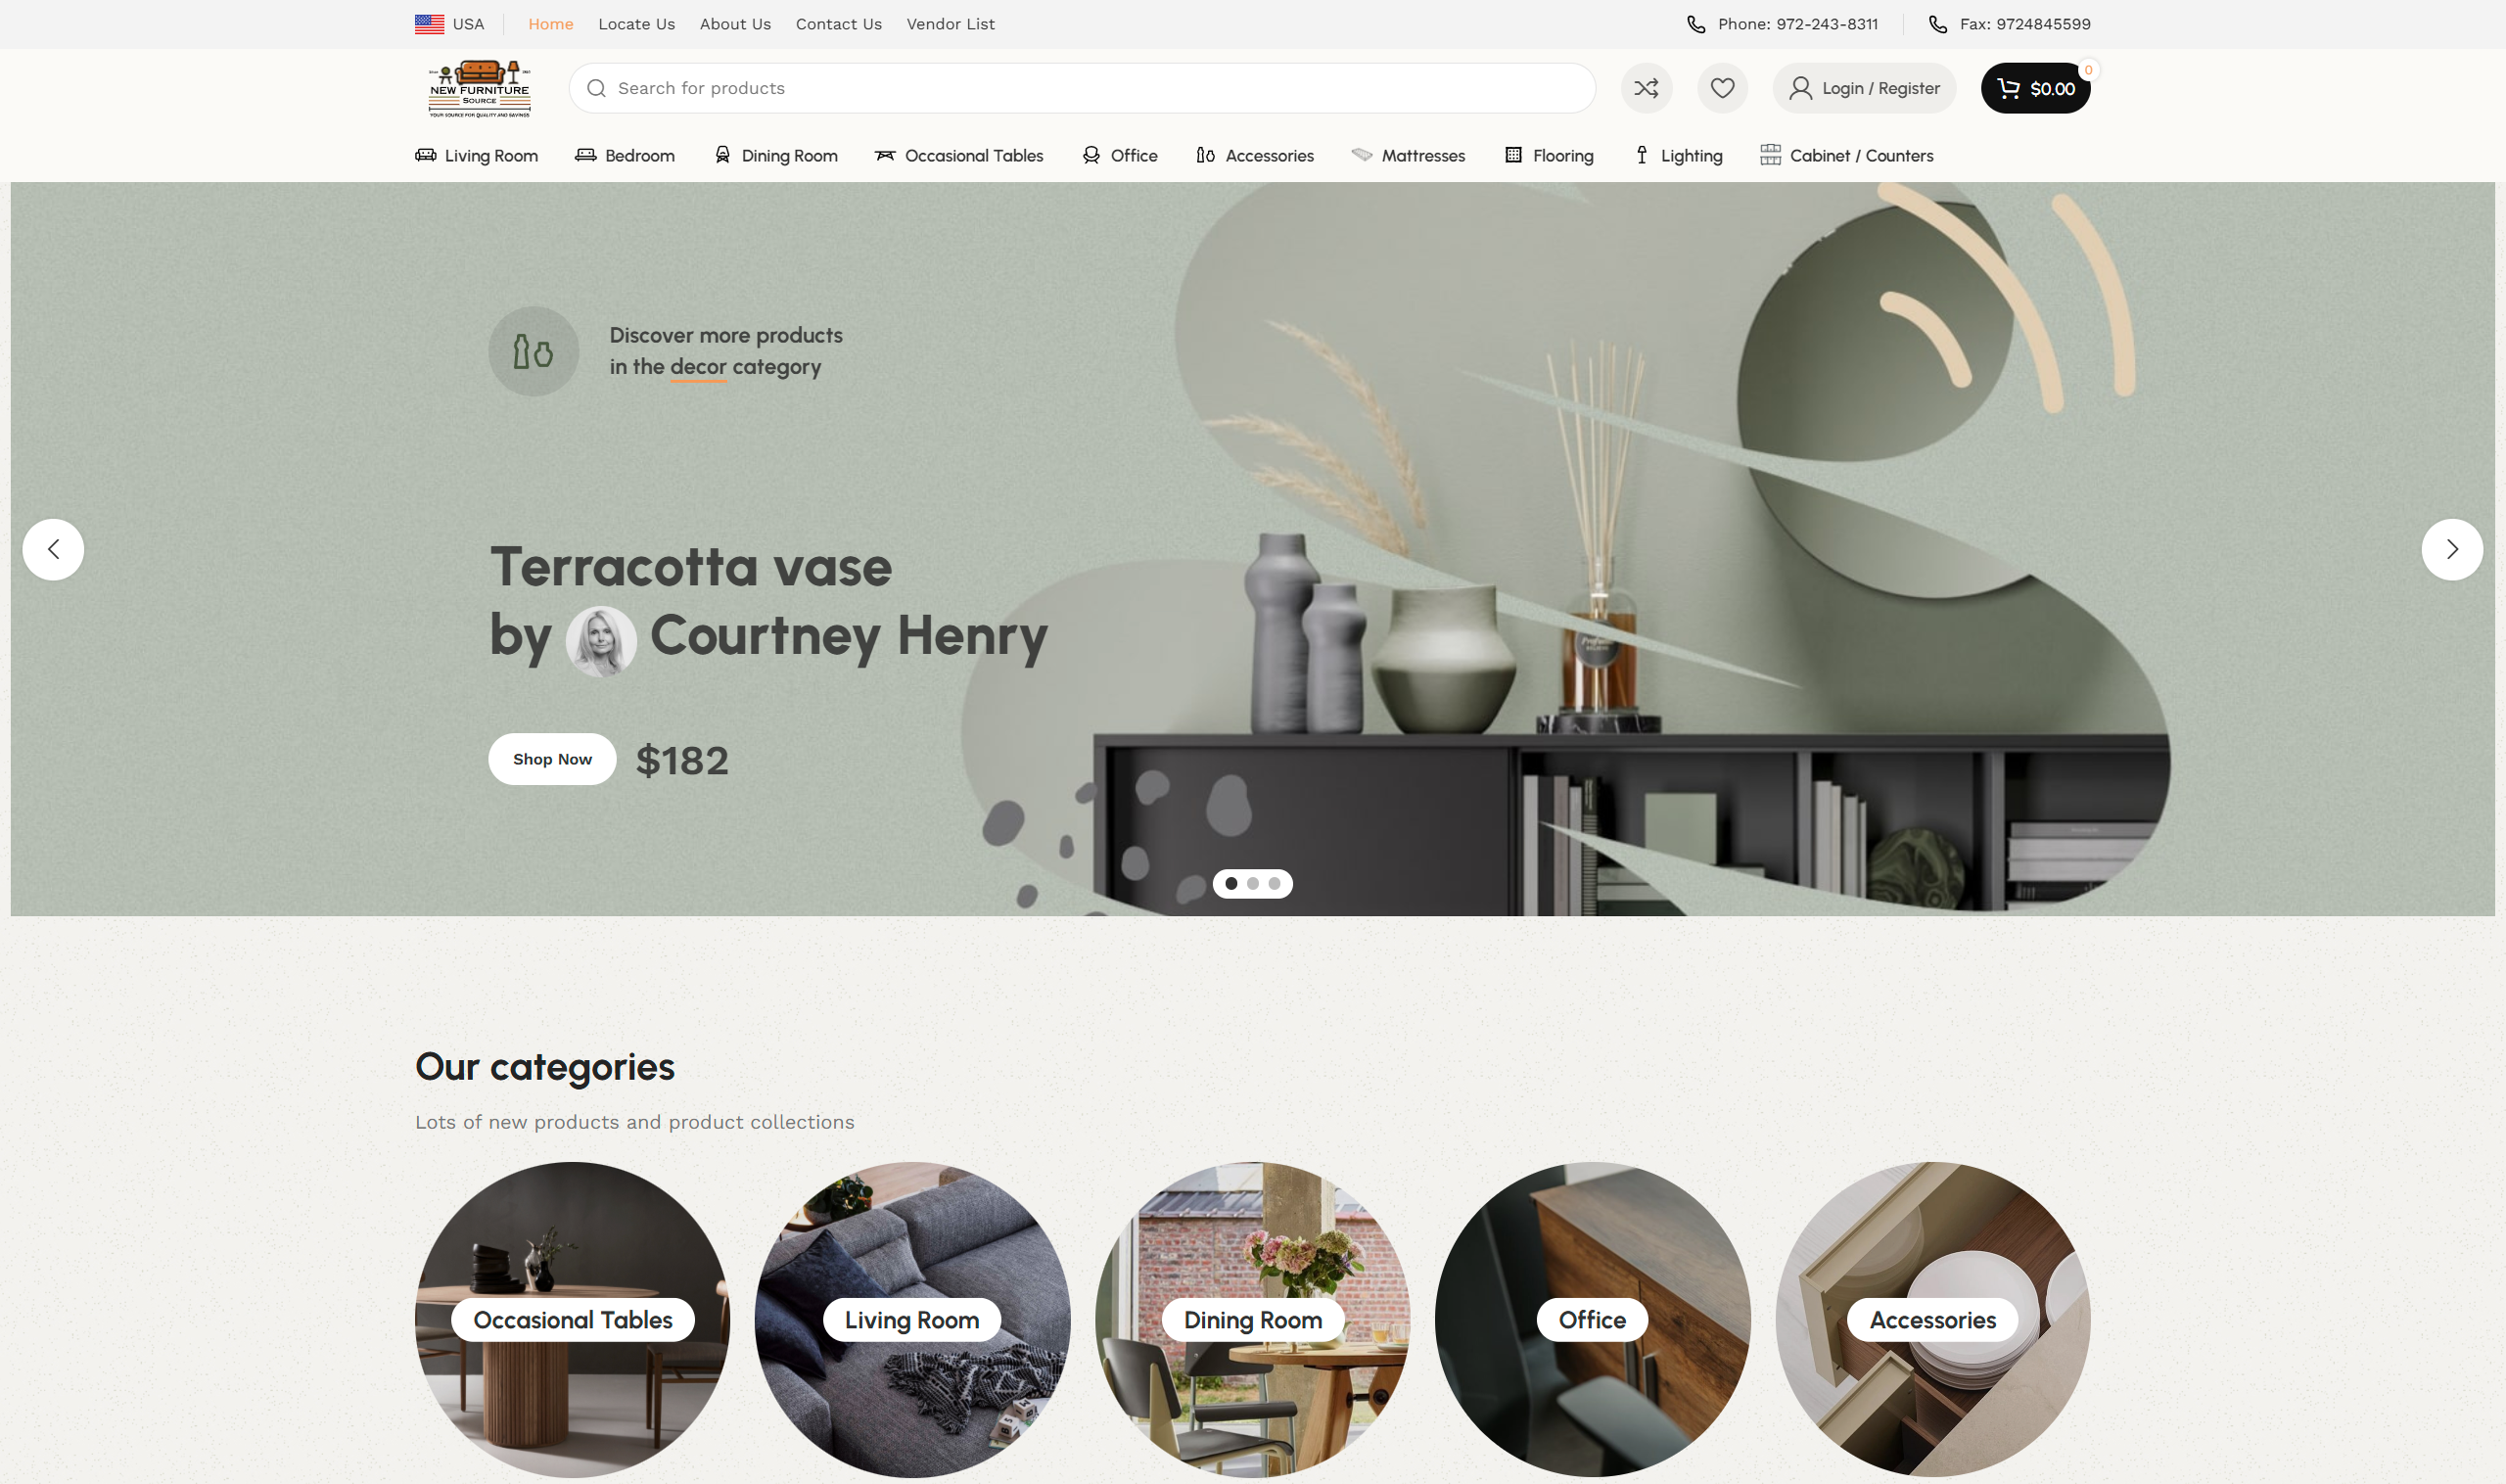 USA
Home
Locate Us
About Us
Contact Us
Vendor List
Phone: 972-243-8311
Fax: 9724845599
NEW FURNITURE
SOURCE
YOUR SOURCE FOR QUALITY AND SAVINGS
Search for products
Login / Register
$0.00
0
Living Room
Bedroom
Dining Room
Occasional Tables
Office
Accessories
Mattresses
Flooring
Lighting
Cabinet / Counters
Discover more products
in the decor category
Terracotta vase
by Courtney Henry
Shop Now
$182
Our categories
Lots of new products and product collections
Occasional Tables
Living Room
Dining Room
Office
Accessories